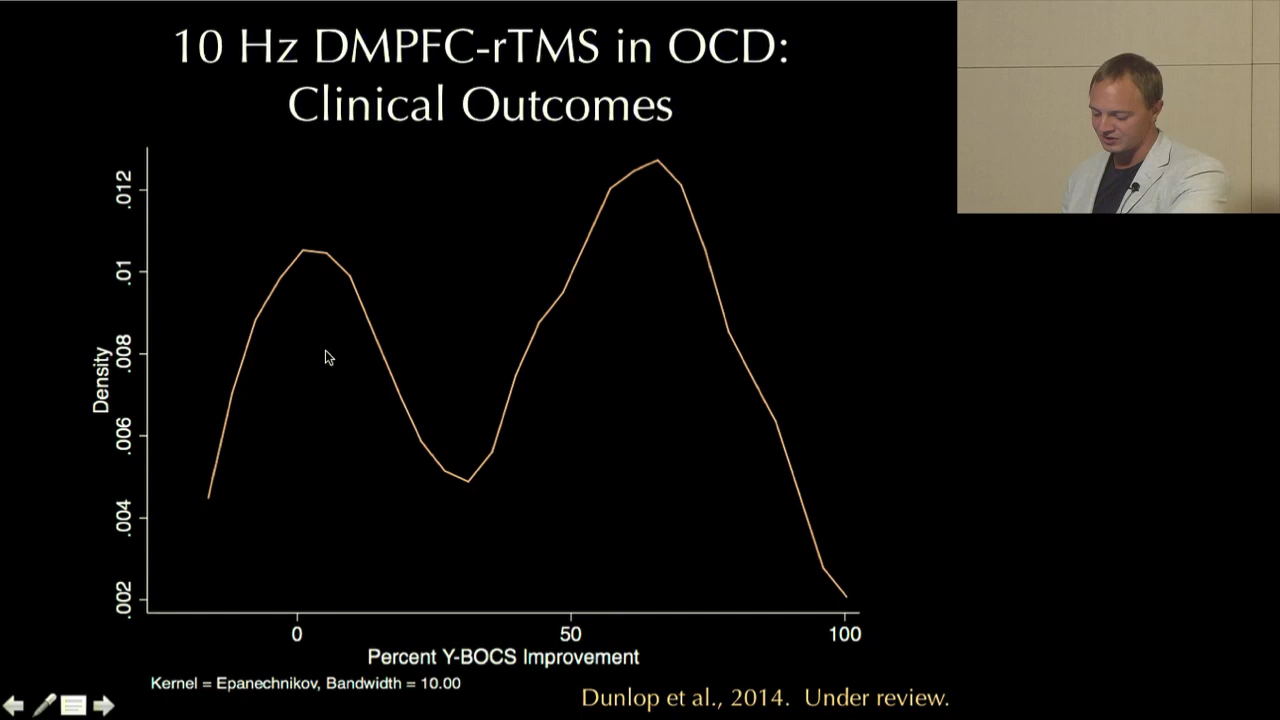 10 Hz DMPFC-rTMS in OCD:
Clinical Outcomes
.012
.01
.008
.006
.004
.002
Density
0
50
100
Percent Y-BOCS Improvement
Kernel = Epanechnikov, Bandwidth = 10.00
Dunlop et al., 2014. Under review.